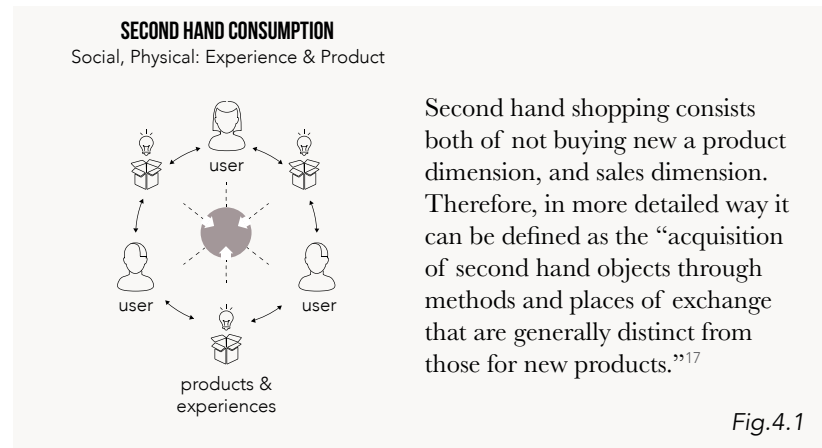 SECOND HAND CONSUMPTION
Social, Physical: Experience & Product
user
user
user
products &
experiences
Second hand shopping consists
both of not buying new a product
dimension, and sales dimension.
Therefore, in more detailed way it
can be defined as the “acquisition
of second hand objects through
methods and places of exchange
that are generally distinct from
those for new products.”17
Fig.4.1